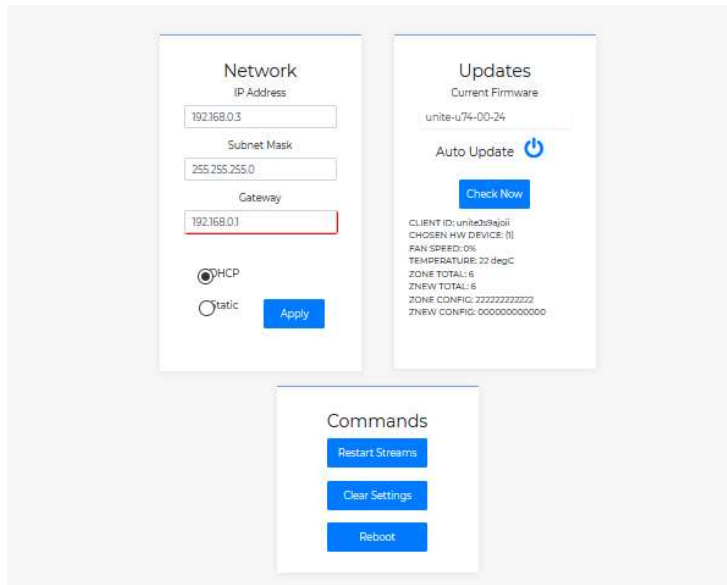 Network
IP Address
192.168.0.3
Subnet Mask
255.255.255.0
Gateway
192.168.0.1
DHCP
Static
Apply
Updates
Current Firmware
unite-u74-00-24
Auto Update
Check Now
CLIENT ID: uniteJs9ajoii
CHOSEN HW DEVICE: (1)
FAN SPEED: 0%
TEMPERATURE: 22 degC
ZONE TOTAL: 6
ZNEW TOTAL: 6
ZONE CONFIG: 222222222222
ZNEW CONFIG: 000000000000
Commands
Restart Streams
Clear Settings
Reboot